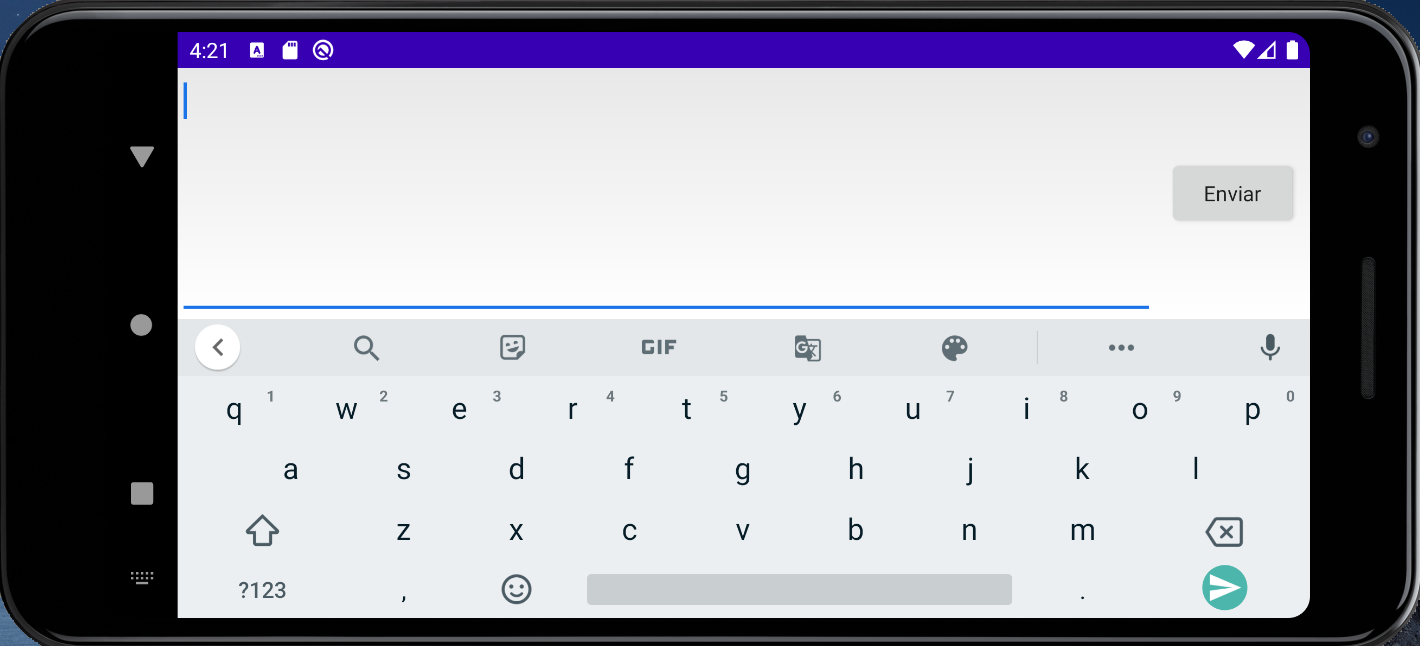 4:21
Enviar
GIF
q 1 w 2 e 3 r 4 t 5 y 6 u 7 i 8 o 9 p 0
a s d f g h j k l
z x c v b n m
?123 , .